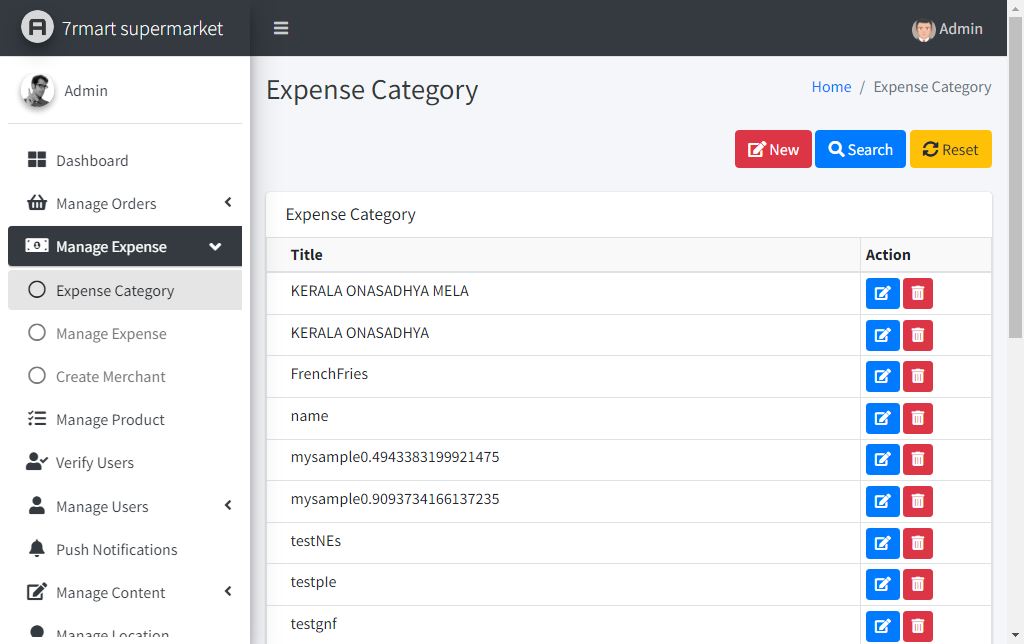 7rmart supermarket
Admin
Admin
Expense Category
Home / Expense Category
New
Search
Reset
Dashboard
Manage Orders
Manage Expense
Expense Category
Manage Expense
Create Merchant
Manage Product
Verify Users
Manage Users
Push Notifications
Manage Content
Manage Location
Expense Category
Title Action
KERALA ONASADHYA MELA
KERALA ONASADHYA
FrenchFries
name
mysample0.4943383199921475
mysample0.9093734166137235
testNEs
testple
testgnf